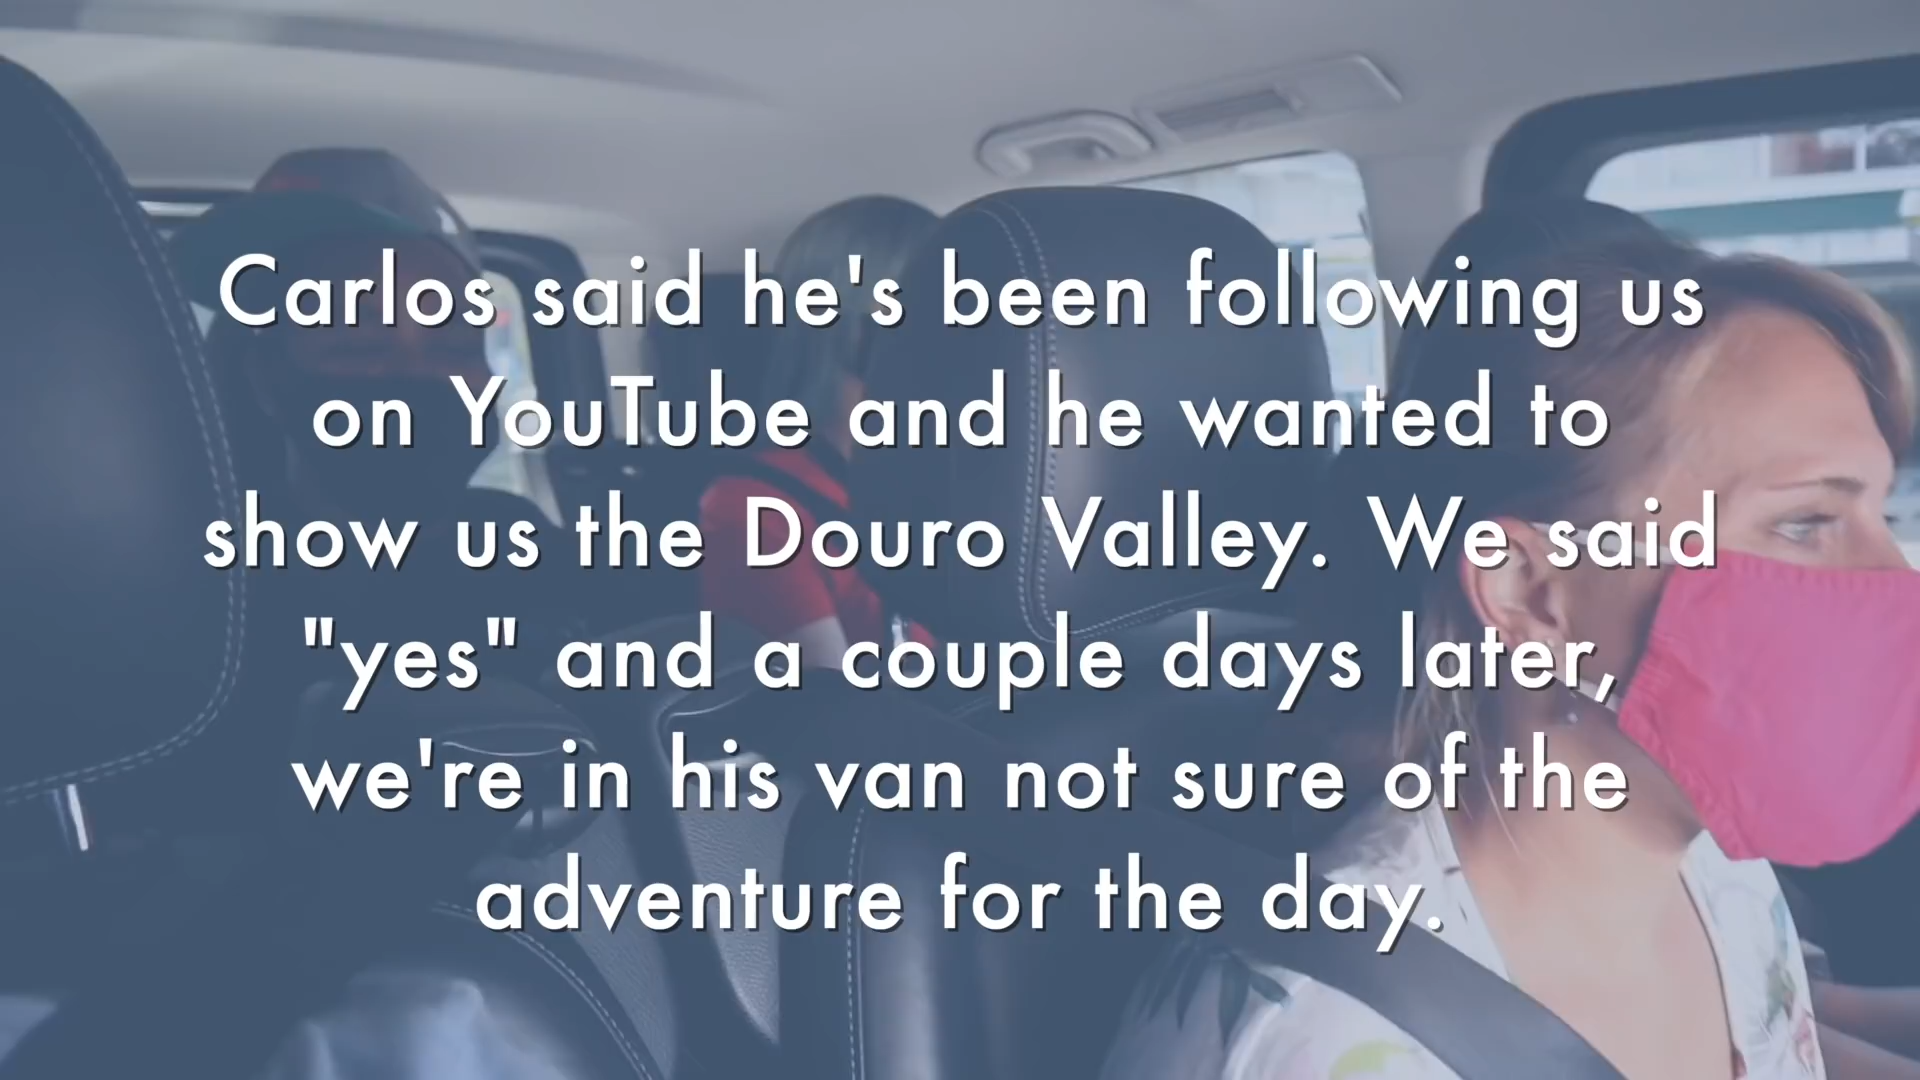 Carlos said he's been following us
on YouTube and he wanted to
show us the Douro Valley. We said
"yes" and a couple days later,
we're in his van not sure of the
adventure for the day.